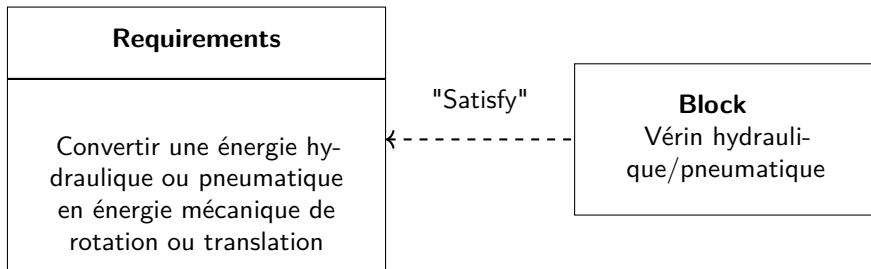 Requirements
Convertir une énergie hy-
draulique ou pneumatique
en énergie mécanique de
rotation ou translation
"Satisfy"
Block
Vérin hydrauli-
que/pneumatique